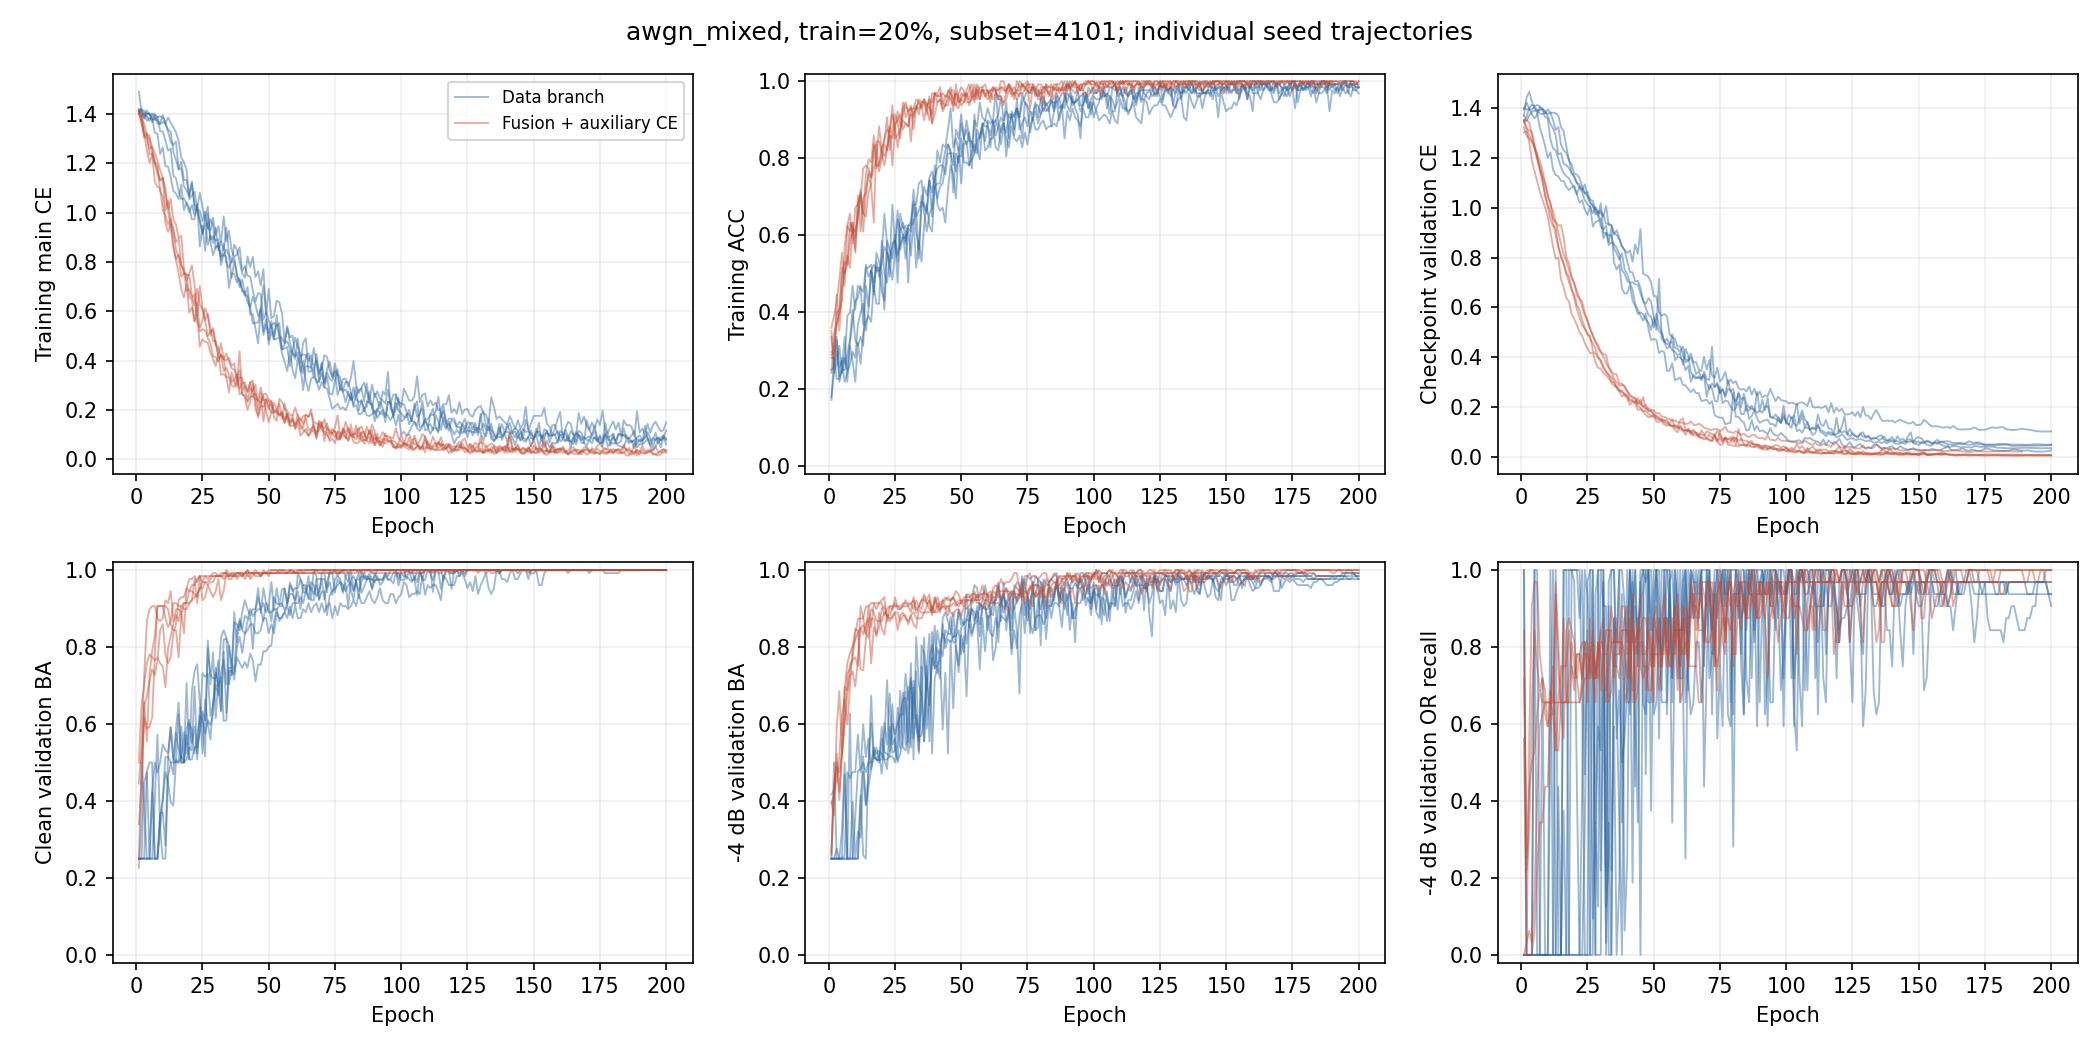 awgn_mixed, train=20%, subset=4101; individual seed trajectories
Training main CE
1.4
1.2
1.0
0.8
0.6
0.4
0.2
0.0
Data branch
Fusion + auxiliary CE
0 25 50 75 100 125 150 175 200
Epoch
Training ACC
1.0
0.8
0.6
0.4
0.2
0.0
0 25 50 75 100 125 150 175 200
Epoch
Checkpoint validation CE
1.4
1.2
1.0
0.8
0.6
0.4
0.2
0.0
0 25 50 75 100 125 150 175 200
Epoch
Clean validation BA
1.0
0.8
0.6
0.4
0.2
0.0
0 25 50 75 100 125 150 175 200
Epoch
-4 dB validation BA
1.0
0.8
0.6
0.4
0.2
0.0
0 25 50 75 100 125 150 175 200
Epoch
-4 dB validation OR recall
1.0
0.8
0.6
0.4
0.2
0.0
0 25 50 75 100 125 150 175 200
Epoch